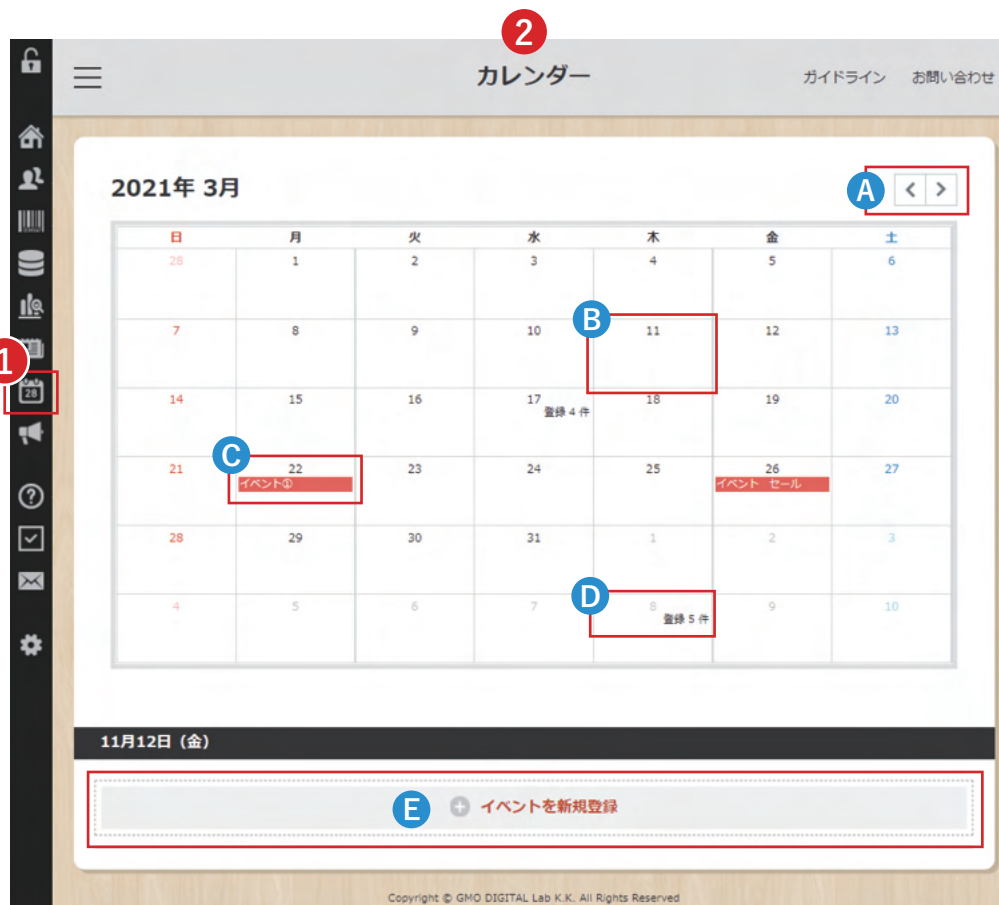 2
カレンダー
ガイドライン お問い合わせ
2021年 3月
A
日 月 火 水 木 金 土
28 1 2 3 4 5 6
B
7 8 9 10 11 12 13
1
28
14 15 16 17 18 19 20
登録 4 件
C
21 22 23 24 25 26 27
イベント① イベント セール
28 29 30 31 1 2 3
D
4 5 6 7 8 9 10
登録 5 件
11月12日（金）
E イベントを新規登録
Copyright © GMO DIGITAL Lab K.K. All Rights Reserved